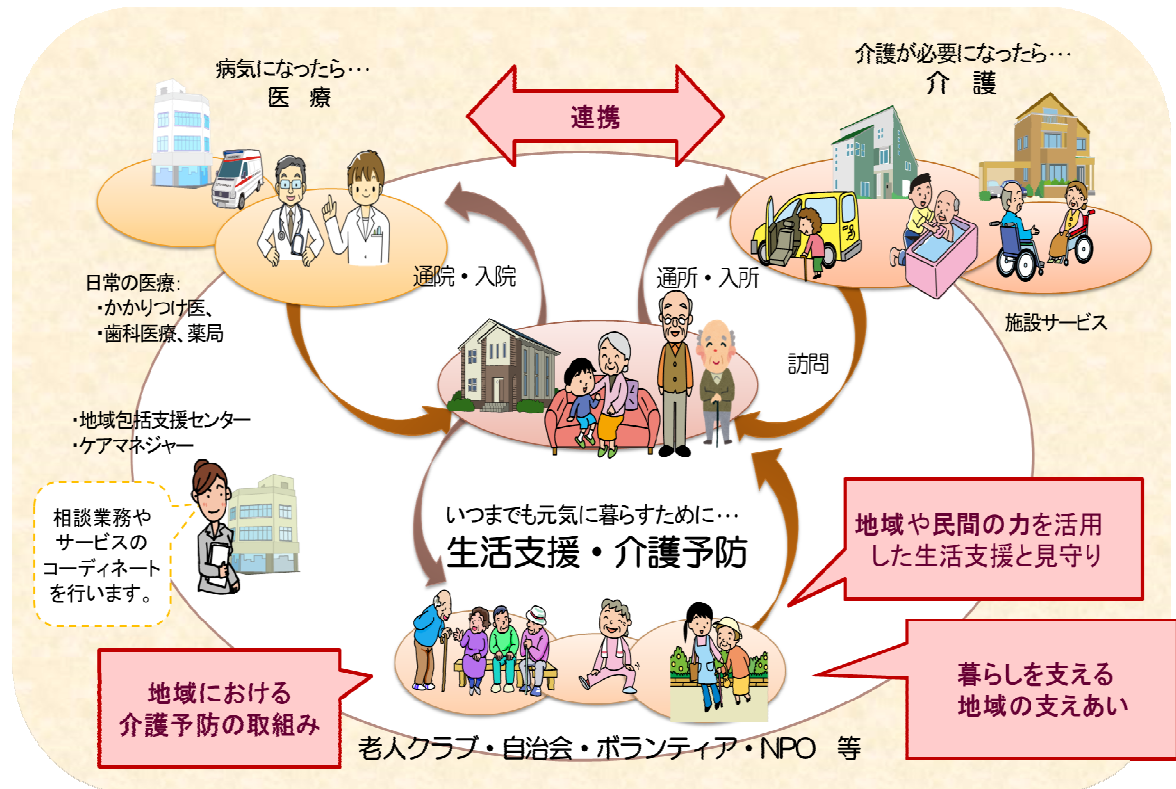 病気になったら･･･
医　療
連携
介護が必要になったら･･･
介　護
通院・入院
通所・入所
日常の医療：
・かかりつけ医、
・歯科医療、薬局
施設サービス
訪問
・地域包括支援センター
・ケアマネジャー
相談業務や
サービスの
コーディネート
を行います。
いつまでも元気に暮らすために･･･
生活支援・介護予防
地域や民間の力を活用
した生活支援と見守り
地域における
介護予防の取組み
暮らしを支える
地域の支えあい
老人クラブ・自治会・ボランティア・NPO　等